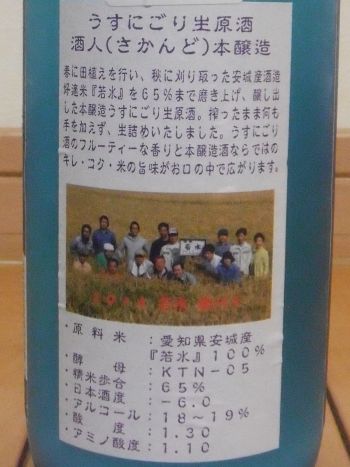 うすにごり生原酒
酒人(さかんど)本醸造
春に田植えを行い、秋に刈り取った安城産酒造
好適米『若水』を65%まで磨き上げ、醸し出
した本醸造うすにごり生原酒。搾ったまま何も
手を加えず、生詰めいたしました。うすにごり
酒のフルーティーな香りと本醸造酒ならではの
キレ・コク・米の旨味がお口の中で広がります。
若水
・原料米:愛知県安城産
『若水』100%
・酵母:KTN-05
・精米歩合:65%
・日本酒度:-6.0
・アルコール:18~19%
・酸度:1.30
・アミノ酸度:1.10